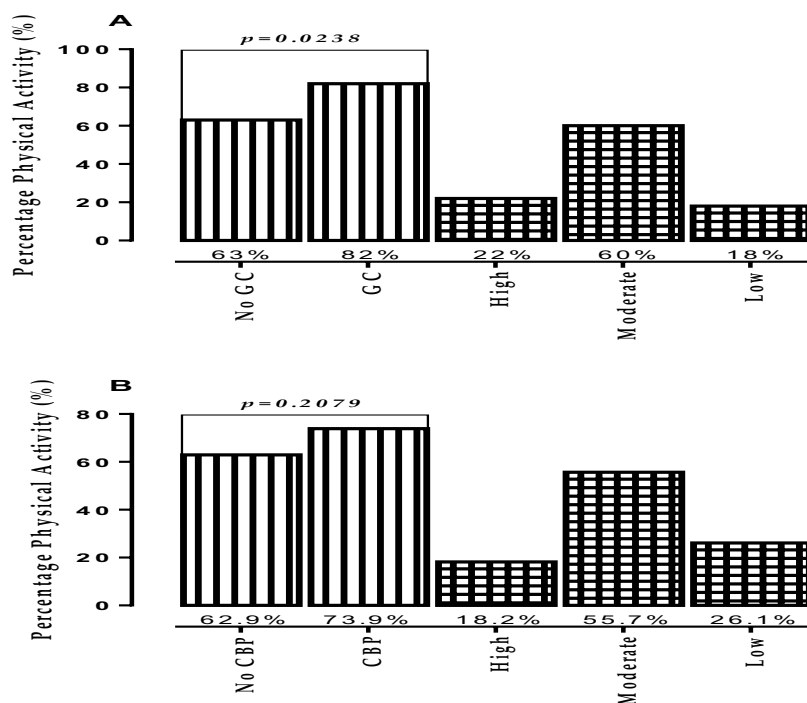 A
p=0.0238
Percentage Physical Activity (%)
100
80
60
40
20
0
63% 82% 22% 60% 18%
No GC GC High Moderate Low
B
p=0.2079
Percentage Physical Activity (%)
80
60
40
20
0
62.9% 73.9% 18.2% 55.7% 26.1%
No CBP CBP High Moderate Low